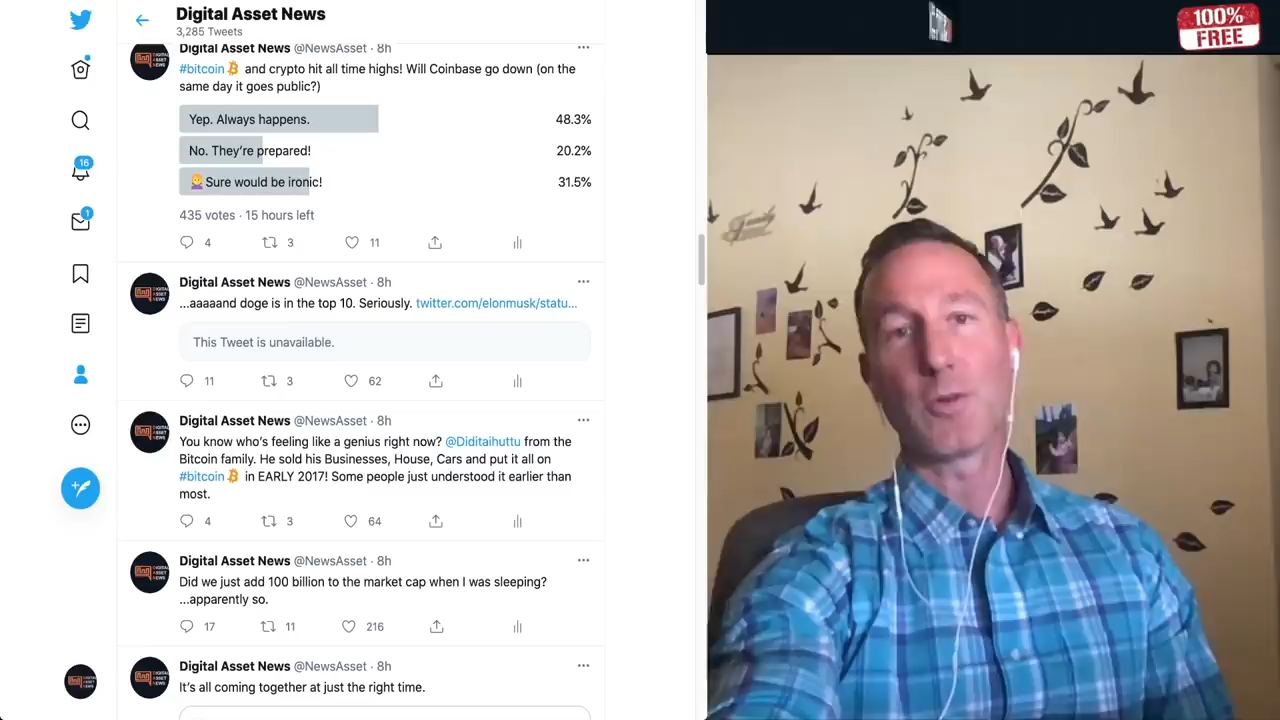 Digital Asset News
3,285 Tweets
Digital Asset News @NewsAsset · 8h
#bitcoin and crypto hit all time highs! Will Coinbase go down (on the
same day it goes public?)
Yep. Always happens. 48.3%
No. They're prepared! 20.2%
🤷‍♀️Sure would be ironic! 31.5%
435 votes · 15 hours left
4 3 11
Digital Asset News @NewsAsset · 8h
...aaaaand doge is in the top 10. Seriously. twitter.com/elonmusk/statu...
This Tweet is unavailable.
11 3 62
Digital Asset News @NewsAsset · 8h
You know who's feeling like a genius right now? @Diditaihuttu from the
Bitcoin family. He sold his Businesses, House, Cars and put it all on
#bitcoin in EARLY 2017! Some people just understood it earlier than
most.
4 3 64
Digital Asset News @NewsAsset · 8h
Did we just add 100 billion to the market cap when I was sleeping?
...apparently so.
17 11 216
Digital Asset News @NewsAsset · 8h
It's all coming together at just the right time.
16
1
100%
FREE